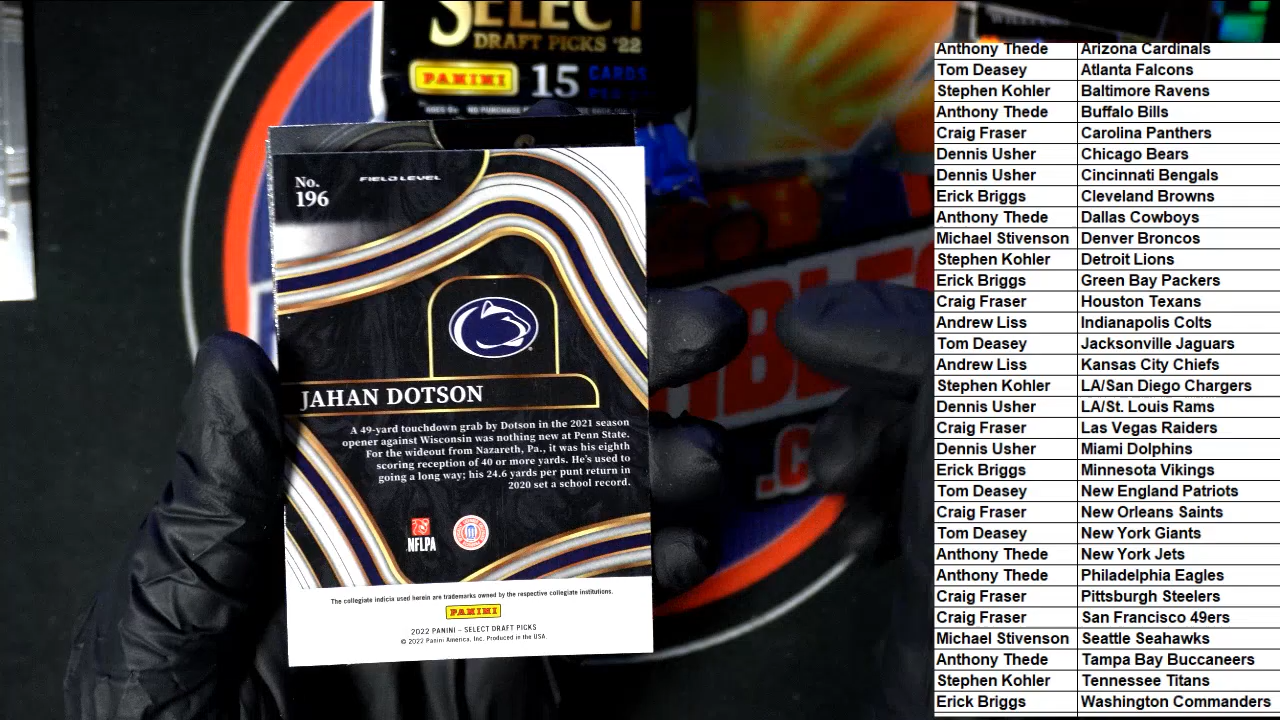 SELECT
DRAFT PICKS '22
PANINI 15 CARDS
No.
196
FIELD LEVEL
JAHAN DOTSON
A 49-yard touchdown grab by Dotson in the 2021 season
opener against Wisconsin was nothing new at Penn State.
For the wideout from Nazareth, Pa., it was his eighth
scoring reception of 40 or more yards. He's used to
going a long way; his 24.6 yards per punt return in
2020 set a school record.
NFLPA
The collegiate indicia used herein are trademarks owned by the respective collegiate institutions.
PANINI
2022 PANINI – SELECT DRAFT PICKS
© 2022 Panini America, Inc. Produced in the USA.
.C
Anthony Thede Arizona Cardinals
Tom Deasey Atlanta Falcons
Stephen Kohler Baltimore Ravens
Anthony Thede Buffalo Bills
Craig Fraser Carolina Panthers
Dennis Usher Chicago Bears
Dennis Usher Cincinnati Bengals
Erick Briggs Cleveland Browns
Anthony Thede Dallas Cowboys
Michael Stivenson Denver Broncos
Stephen Kohler Detroit Lions
Erick Briggs Green Bay Packers
Craig Fraser Houston Texans
Andrew Liss Indianapolis Colts
Tom Deasey Jacksonville Jaguars
Andrew Liss Kansas City Chiefs
Stephen Kohler LA/San Diego Chargers
Dennis Usher LA/St. Louis Rams
Craig Fraser Las Vegas Raiders
Dennis Usher Miami Dolphins
Erick Briggs Minnesota Vikings
Tom Deasey New England Patriots
Craig Fraser New Orleans Saints
Tom Deasey New York Giants
Anthony Thede New York Jets
Anthony Thede Philadelphia Eagles
Craig Fraser Pittsburgh Steelers
Craig Fraser San Francisco 49ers
Michael Stivenson Seattle Seahawks
Anthony Thede Tampa Bay Buccaneers
Stephen Kohler Tennessee Titans
Erick Briggs Washington Commanders